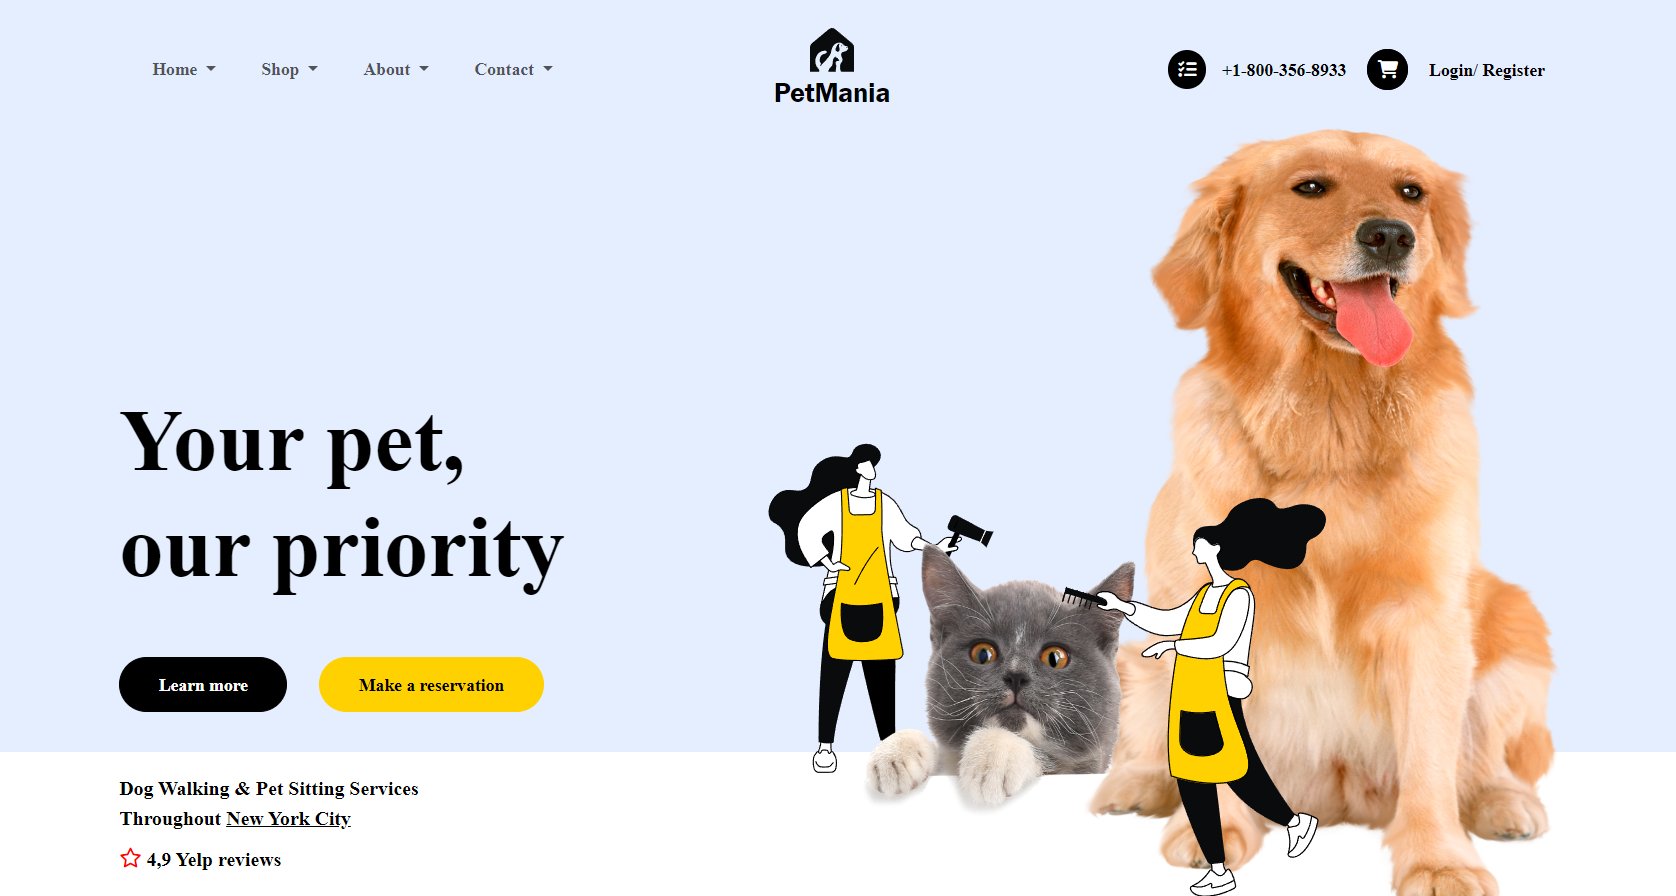 Home
Shop
About
Contact
PetMania
+1-800-356-8933
Login/ Register
Your pet,
our priority
Learn more
Make a reservation
Dog Walking & Pet Sitting Services
Throughout New York City
4,9 Yelp reviews